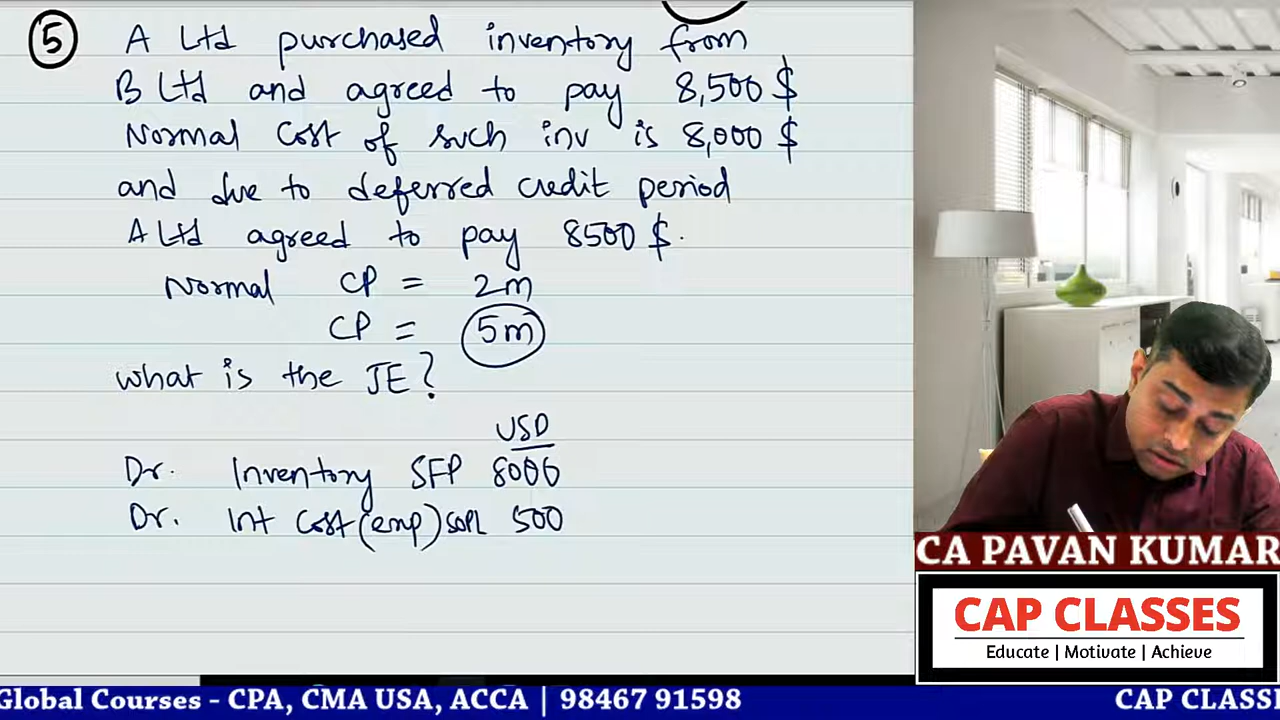 5 A Ltd purchased inventory from
B Ltd and agreed to pay 8,500 $
Normal Cost of such inv is 8,000 $
and due to deferred credit period
A Ltd agreed to pay 8500 $.
Normal CP = 2m
CP = 5m
what is the JE?
USD
Dr. Inventory SFP 8000
Dr. Int Cost (exp) SOPL 500
CA PAVAN KUMAR
CAP CLASSES
Educate | Motivate | Achieve
Global Courses - CPA, CMA USA, ACCA | 98467 91598
CAP CLASSE